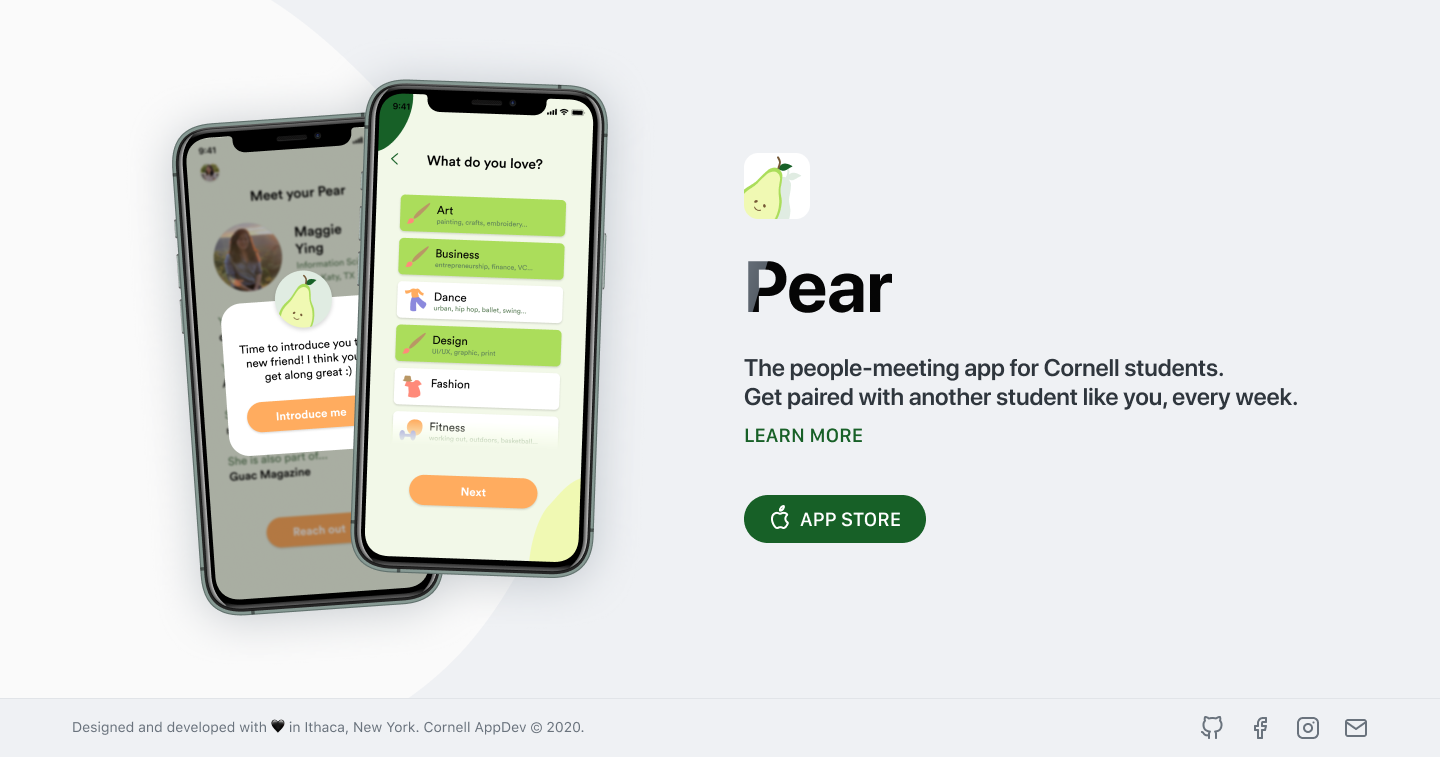 9:41
Meet your Pear
Maggie
Ying
Information Sci
Katy, TX
Time to introduce you t
new friend! I think you
get along great :)
Introduce me
She is also part of...
Guac Magazine
Reach out
9:41
What do you love?
Art
painting, crafts, embroidery...
Business
entrepreneurship, finance, VC...
Dance
urban, hip hop, ballet, swing...
Design
UI/UX, graphic, print
Fashion
Fitness
working out, outdoors, basketball...
Next
Pear
The people-meeting app for Cornell students.
Get paired with another student like you, every week.
LEARN MORE
APP STORE
Designed and developed with 🖤 in Ithaca, New York. Cornell AppDev © 2020.